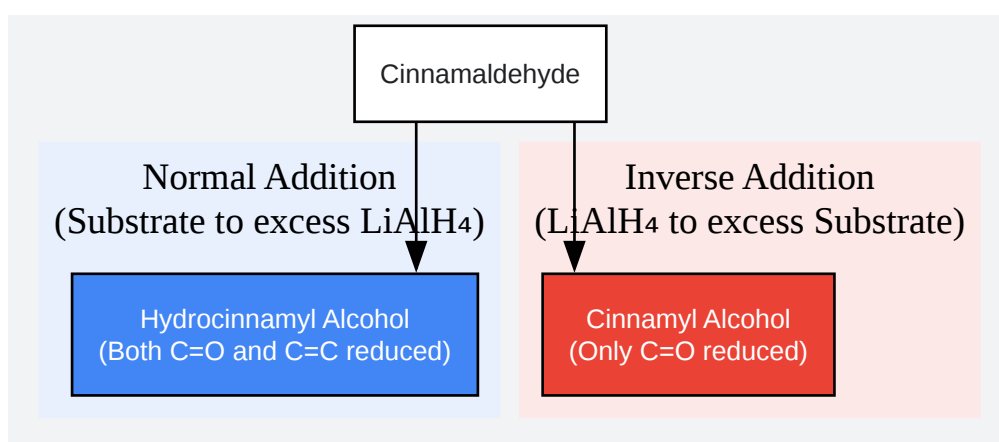 Cinnamaldehyde
Normal Addition
(Substrate to excess LiAlH₄)
Hydrocinnamyl Alcohol
(Both C=O and C=C reduced)
Inverse Addition
(LiAlH₄ to excess Substrate)
Cinnamyl Alcohol
(Only C=O reduced)